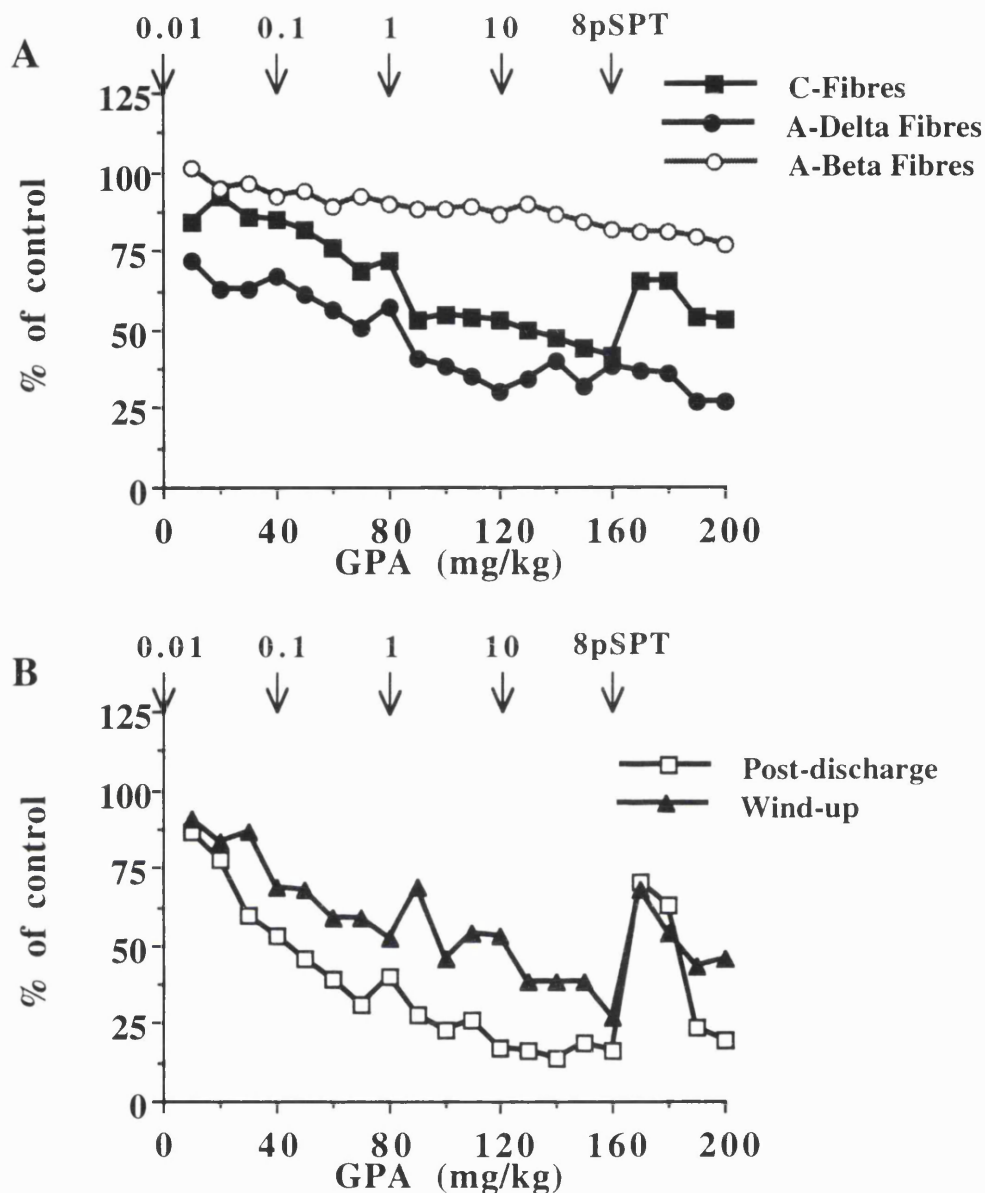 A
0.01 0.1 1 10 8pSPT
C-Fibres
A-Delta Fibres
A-Beta Fibres
125
100
75
50
25
0
% of control
0 40 80 120 160 200
GPA (mg/kg)
B
0.01 0.1 1 10 8pSPT
Post-discharge
Wind-up
125
100
75
50
25
0
% of control
0 40 80 120 160 200
GPA (mg/kg)